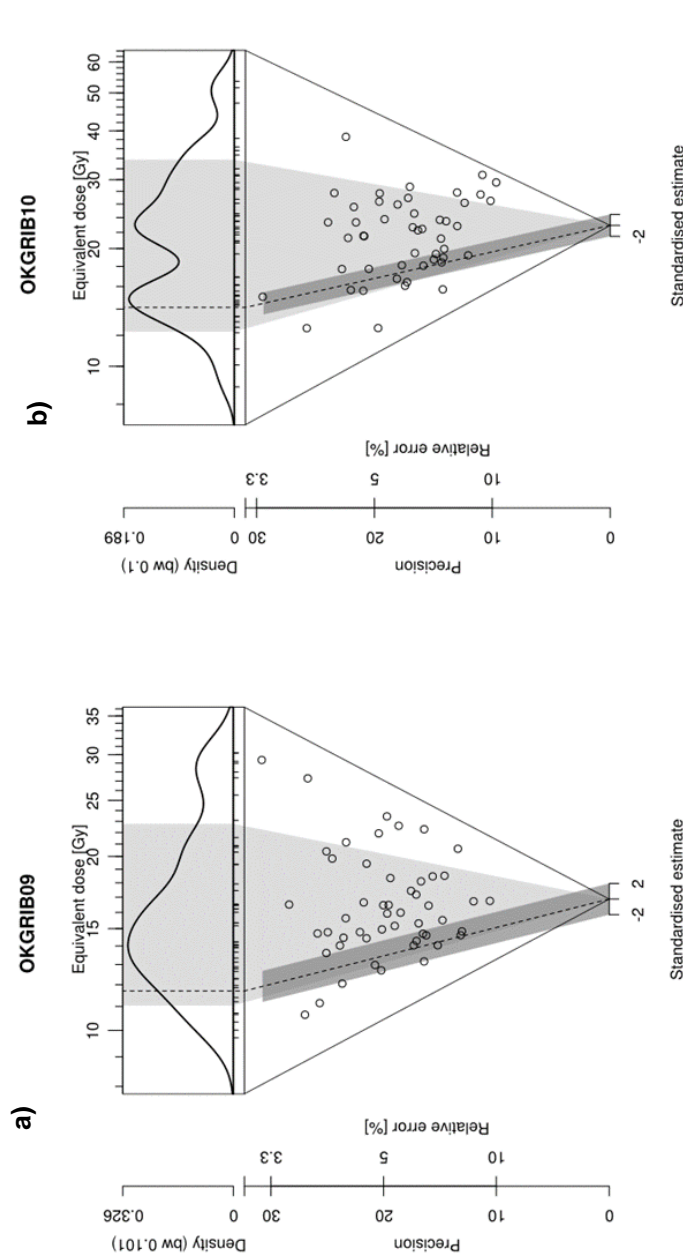 a)
OKGRIB09
Equivalent dose [Gy]
10 15 20 25 30 35
Density (bw 0.101)
0 0.326
Precision
0 10 20 30
Relative error [%]
10 5 3.3
-2 2
Standardised estimate
b)
OKGRIB10
Equivalent dose [Gy]
10 20 30 40 50 60
Density (bw 0.1)
0 0.189
Precision
0 10 20 30
Relative error [%]
10 5 3.3
-2
Standardised estimate